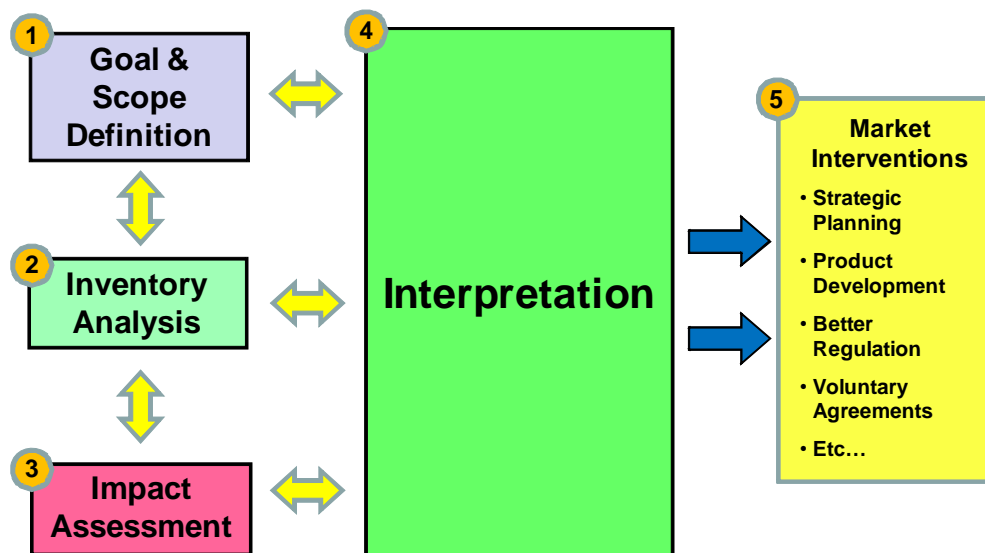 1
Goal &
Scope
Definition
2
Inventory
Analysis
3
Impact
Assessment
4
Interpretation
5
Market
Interventions
• Strategic
Planning
• Product
Development
• Better
Regulation
• Voluntary
Agreements
• Etc…